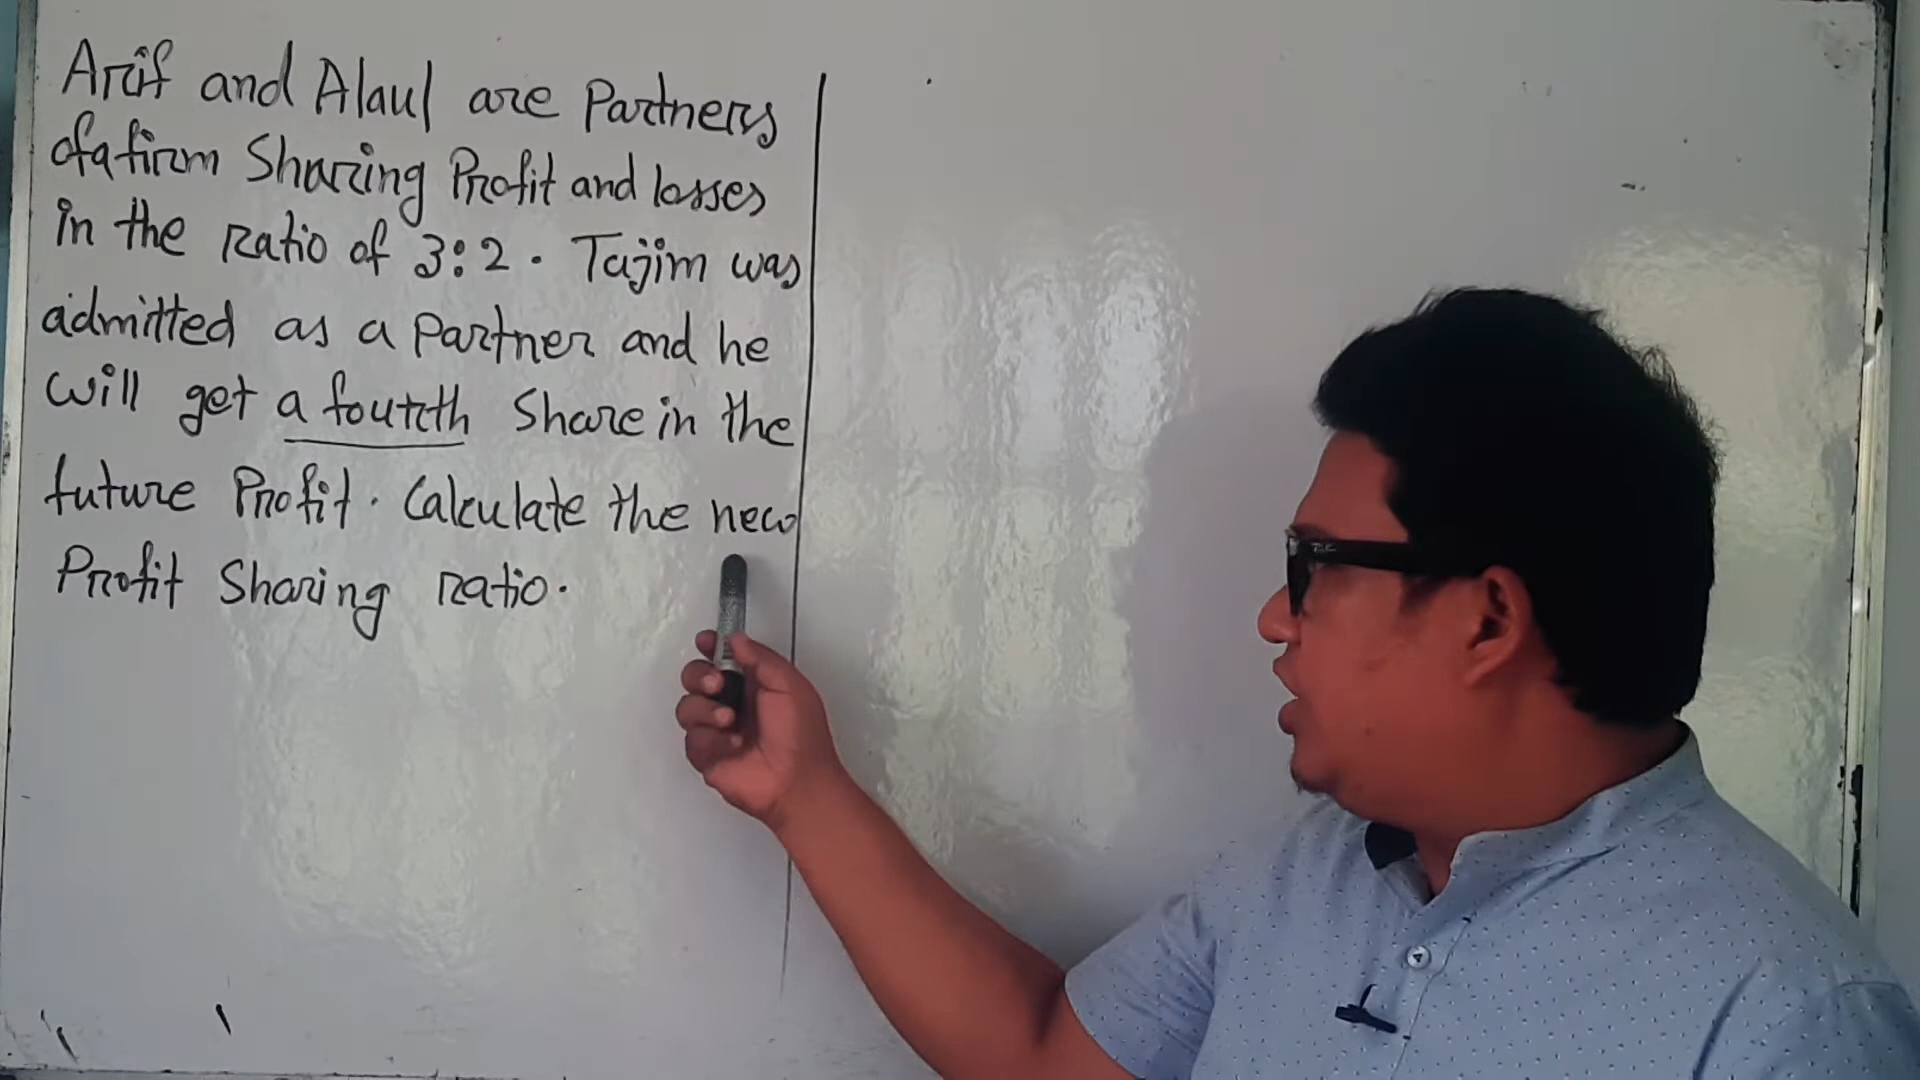 Arif and Alaul are Partners
of a firm Sharing Profit and losses
in the ratio of 3:2. Tajim was
admitted as a partner and he
will get a fourth Share in the
future Profit. Calculate the new
Profit Sharing ratio.